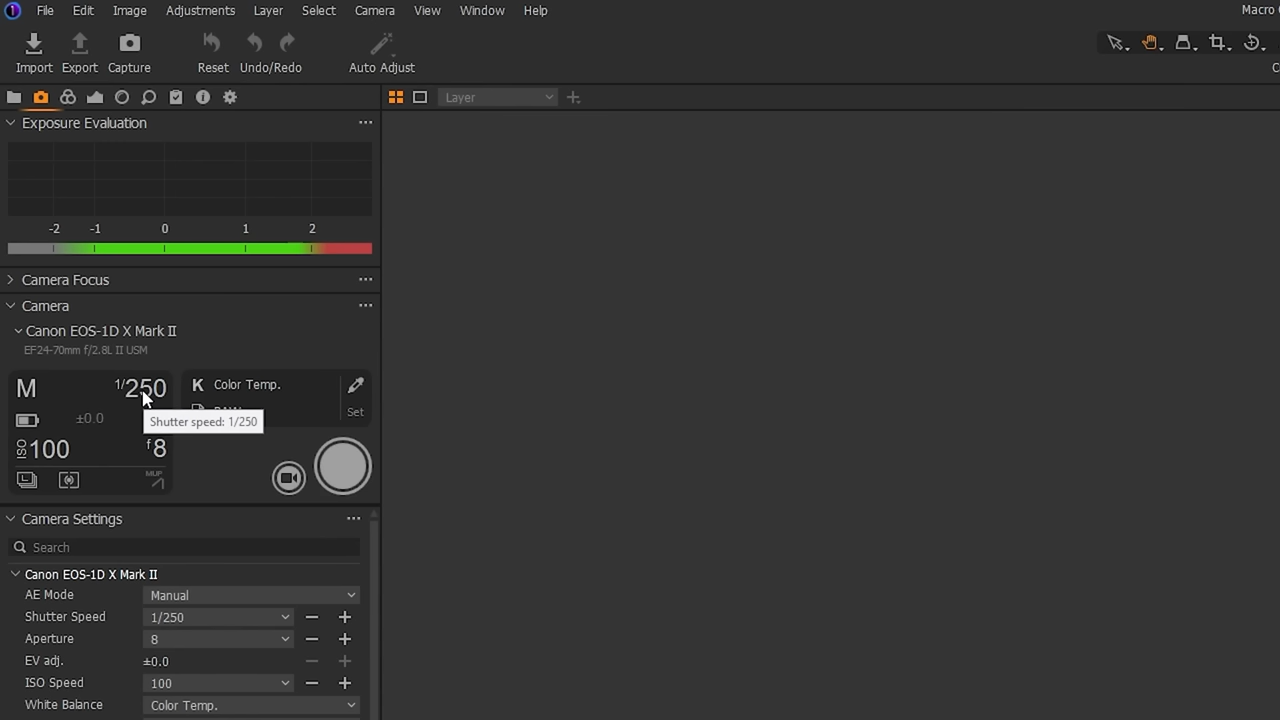 File Edit Image Adjustments Layer Select Camera View Window Help
Macro
Import Export Capture Reset Undo/Redo Auto Adjust
Layer
Exposure Evaluation
-2 -1 0 1 2
Camera Focus
Camera
Canon EOS-1D X Mark II
EF24-70mm f/2.8L II USM
M 1/250 K Color Temp.
Set
±0.0 Shutter speed: 1/250
ISO 100 f8
MUP
Camera Settings
Search
Canon EOS-1D X Mark II
AE Mode Manual
Shutter Speed 1/250
Aperture 8
EV adj. ±0.0
ISO Speed 100
White Balance Color Temp.